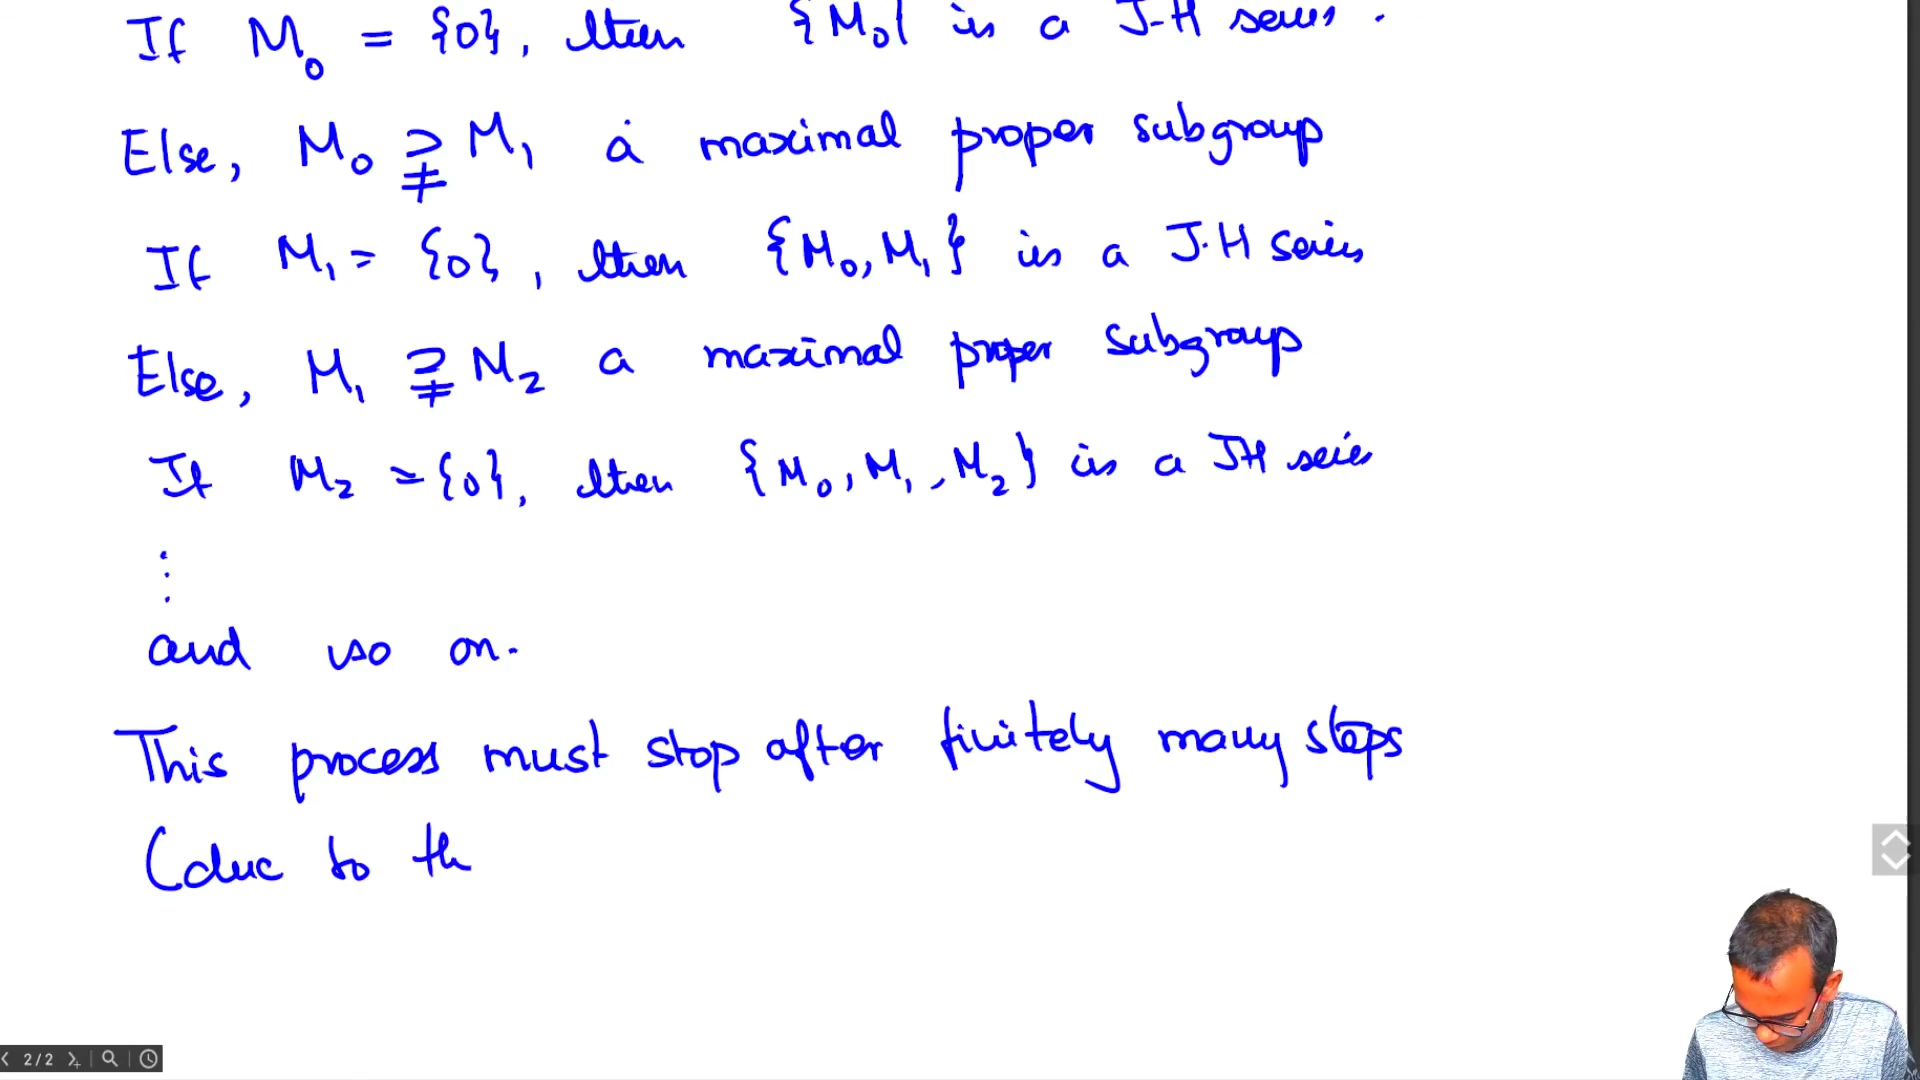 If M₀ = {0}, then {M₀} is a J-H series.
Else, M₀ ⊋ M₁ a maximal proper subgroup
If M₁ = {0}, then {M₀, M₁} is a J.H series
Else, M₁ ⊋ M₂ a maximal proper subgroup
If M₂ = {0}, then {M₀, M₁, M₂} is a JH series
⋮
and so on.
This process must stop after finitely many steps
(due to th
2/2